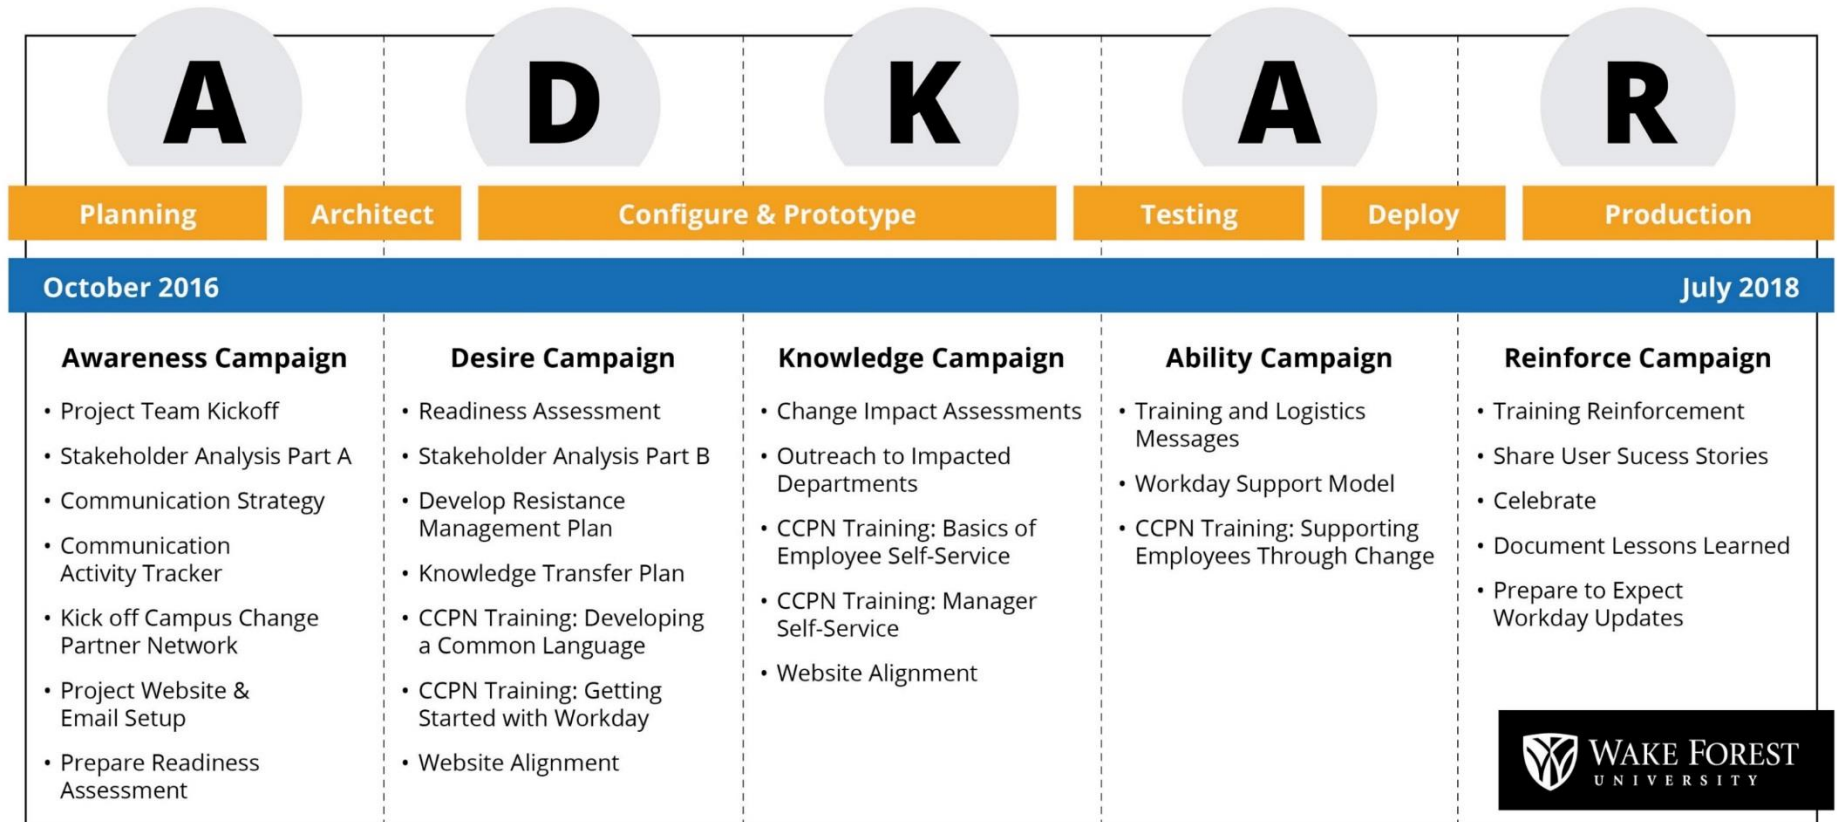 A
D
K
A
R
Planning
Architect
Configure & Prototype
Testing
Deploy
Production
October 2016
July 2018
Awareness Campaign
• Project Team Kickoff
• Stakeholder Analysis Part A
• Communication Strategy
• Communication
Activity Tracker
• Kick off Campus Change
Partner Network
• Project Website &
Email Setup
• Prepare Readiness
Assessment
Desire Campaign
• Readiness Assessment
• Stakeholder Analysis Part B
• Develop Resistance
Management Plan
• Knowledge Transfer Plan
• CCPN Training: Developing
a Common Language
• CCPN Training: Getting
Started with Workday
• Website Alignment
Knowledge Campaign
• Change Impact Assessments
• Outreach to Impacted
Departments
• CCPN Training: Basics of
Employee Self-Service
• CCPN Training: Manager
Self-Service
• Website Alignment
Ability Campaign
• Training and Logistics
Messages
• Workday Support Model
• CCPN Training: Supporting
Employees Through Change
Reinforce Campaign
• Training Reinforcement
• Share User Sucess Stories
• Celebrate
• Document Lessons Learned
• Prepare to Expect
Workday Updates
WAKE FOREST
UNIVERSITY